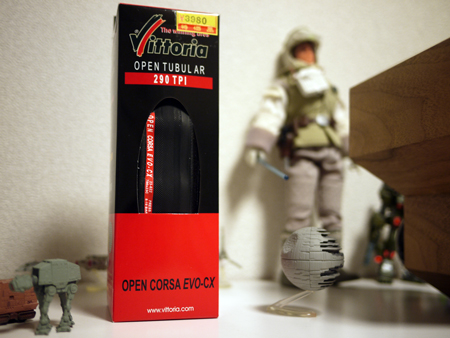 ¥3980
The winning tires
Vittoria
OPEN TUBULAR
290 TPI
OPEN CORSA EVO-CX
OPEN CORSA EVO-CX
www.vittoria.com